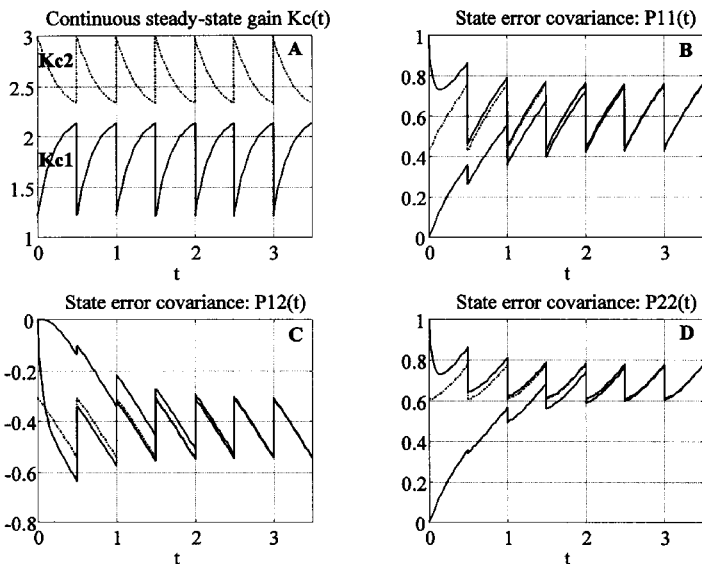 Continuous steady-state gain Kc(t)
3
2.5
2
1.5
1
0
1
2
3
t
A
Kc2
Kc1
State error covariance: P11(t)
1
0.8
0.6
0.4
0.2
0
0
1
2
3
t
B
State error covariance: P12(t)
0
-0.2
-0.4
-0.6
-0.8
0
1
2
3
t
C
State error covariance: P22(t)
1
0.8
0.6
0.4
0.2
0
0
1
2
3
t
D